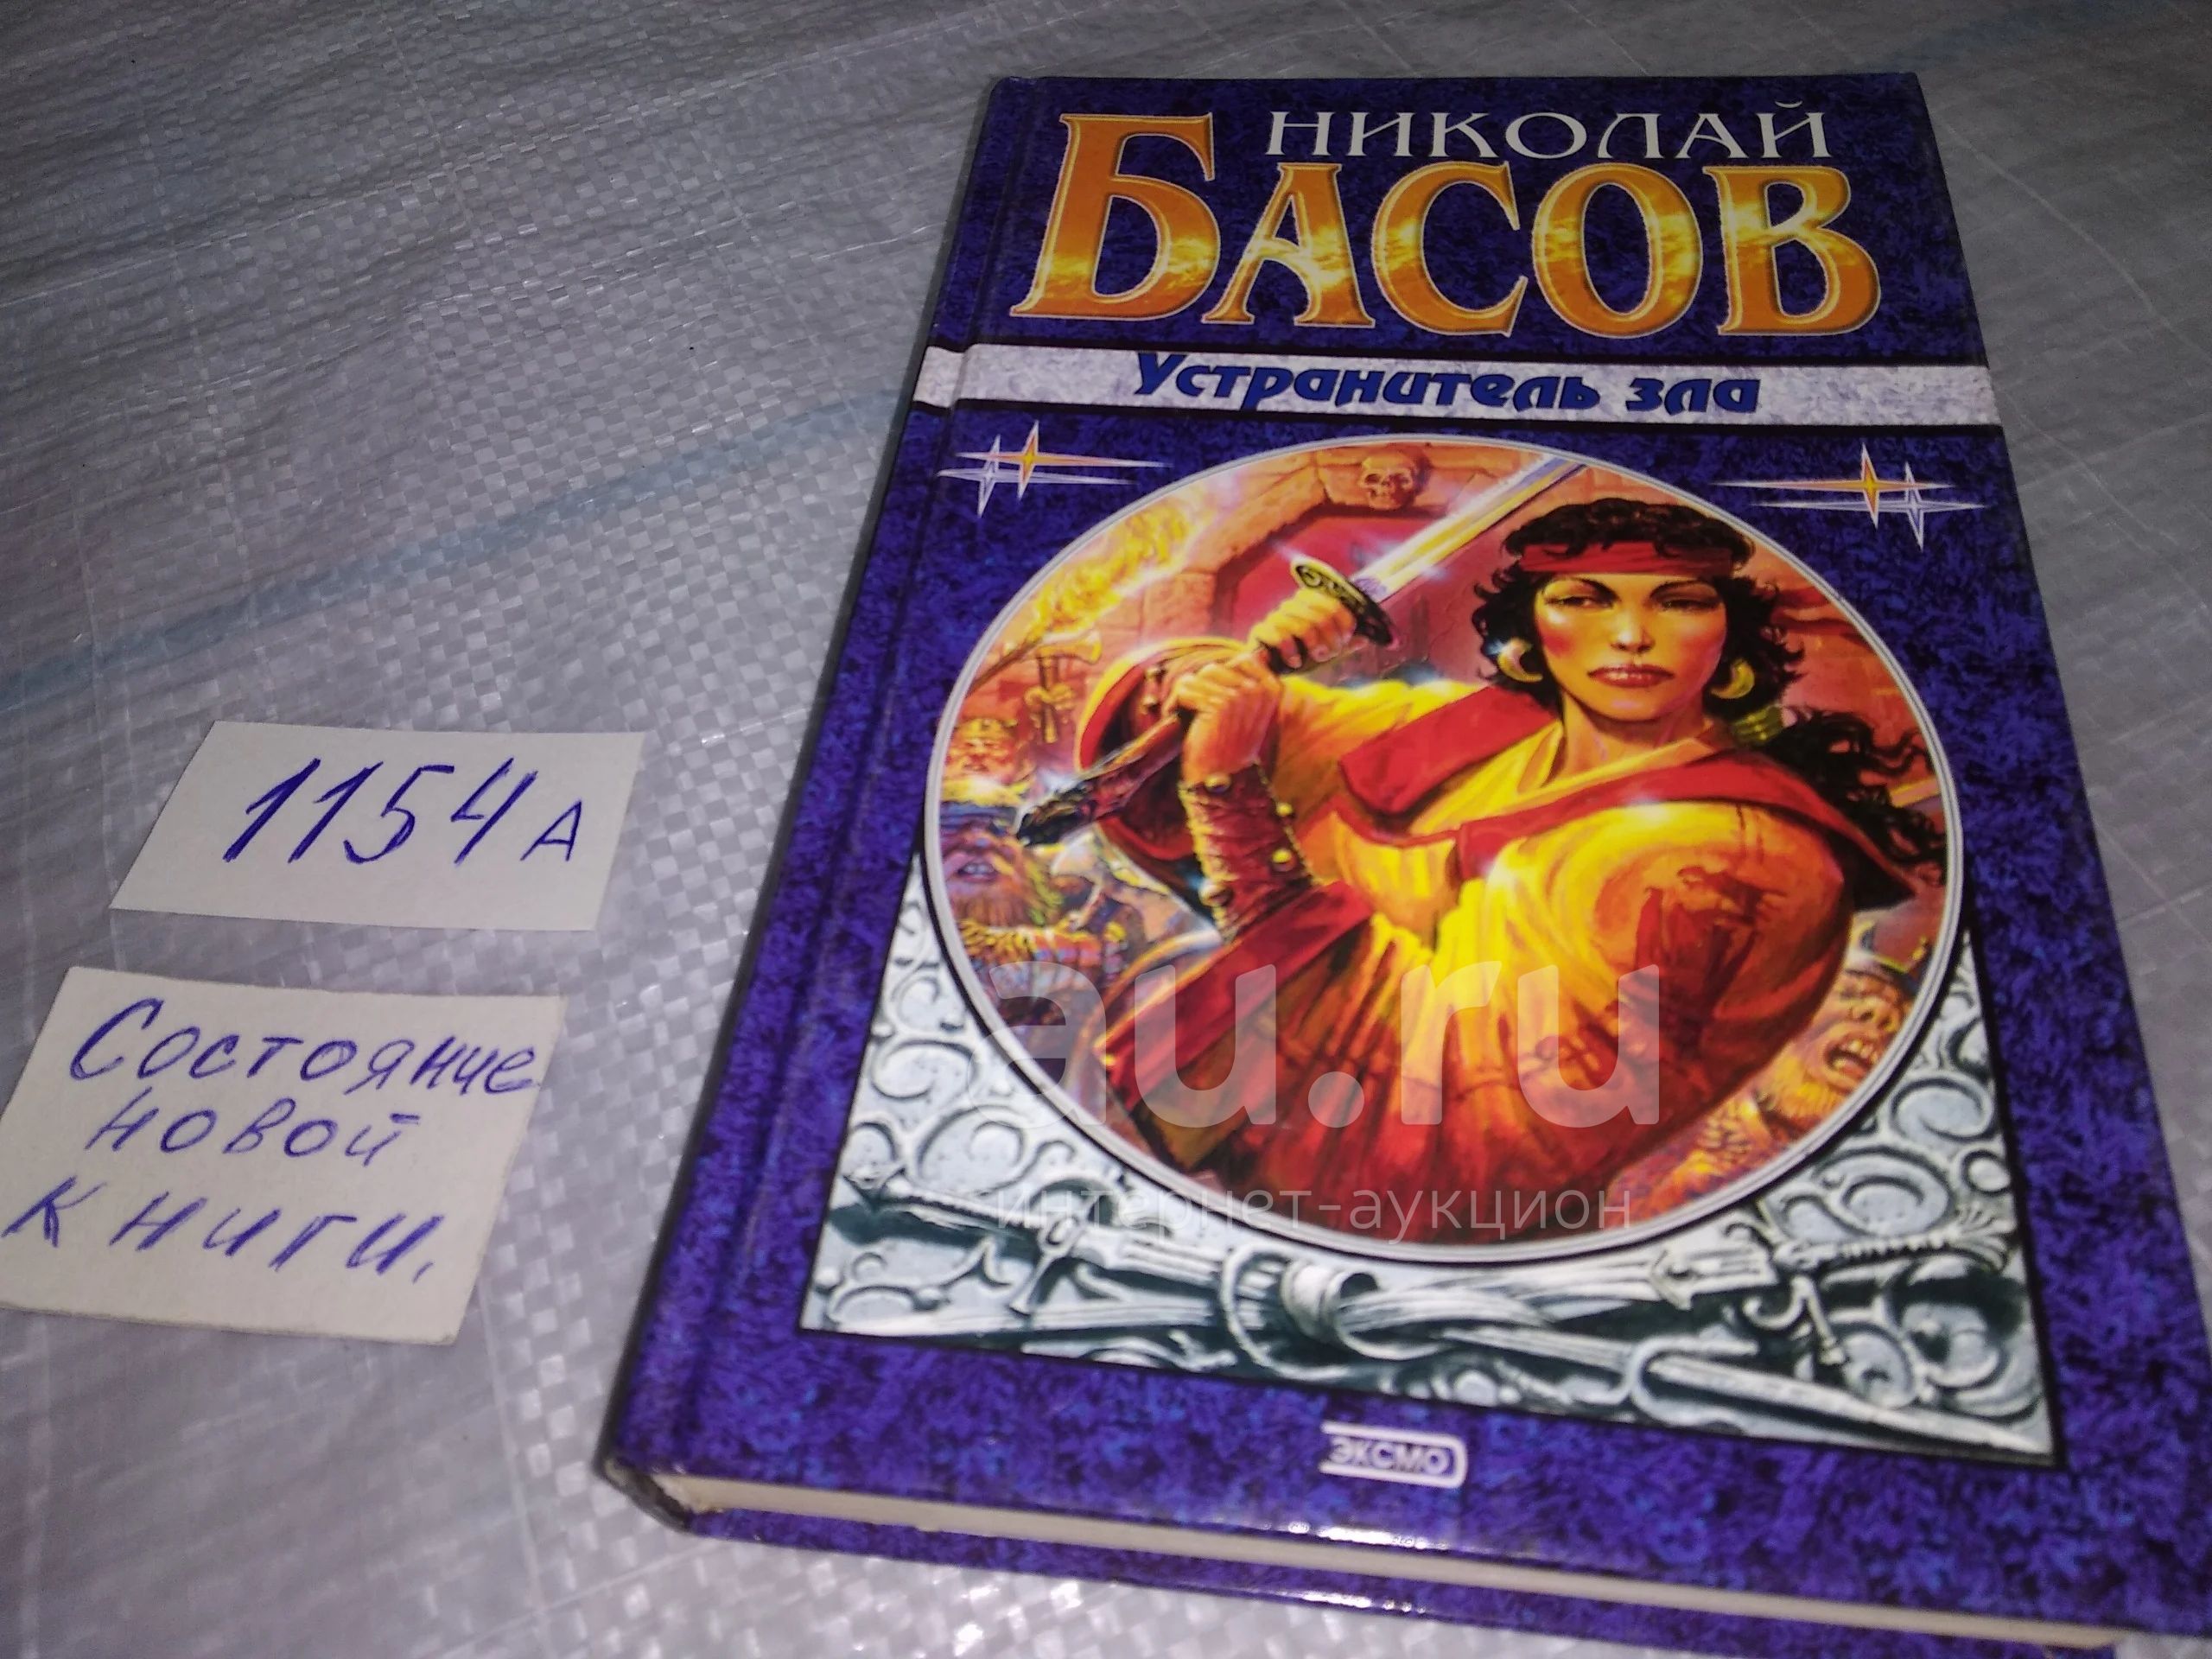 НИКОЛАЙ
БАСОВ
Устранитель зла
1154А
Состояние
новой
книги.
au.ru
интернет-аукцион
ЭКСМО